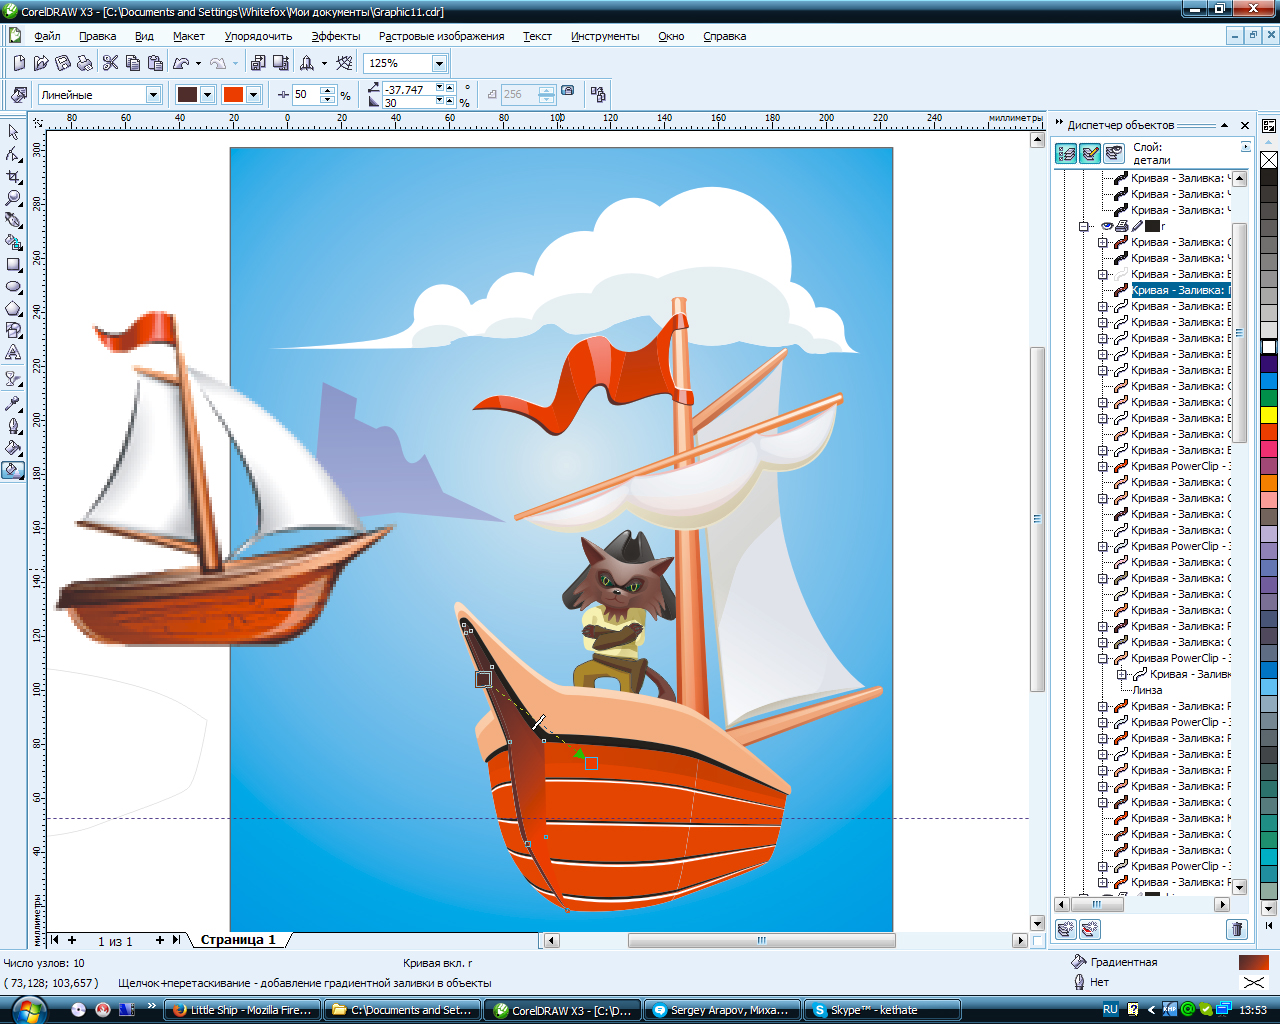 CorelDRAW X3 - [C:\Documents and Settings\Whitefox\Мои документы\Graphic11.cdr]
Файл Правка Вид Макет Упорядочить Эффекты Растровые изображения Текст Инструменты Окно Справка
125%
Линейные 50 % -37,747 ° 30 % 256
80 60 40 20 0 20 40 60 80 100 120 140 160 180 200 220 240 миллиметры
300
280
260
240
220
200
180
160
140
120
100
80
60
40
миллиметры
Диспетчер объектов
Слой:
детали
Кривая - Заливка: Ч
Кривая - Заливка: Ч
Кривая - Заливка: Ч
r
Кривая - Заливка: С
Кривая - Заливка: Ч
Кривая - Заливка: Е
Кривая - Заливка: Г
Кривая - Заливка: Е
Кривая - Заливка: Е
Кривая - Заливка: Е
Кривая - Заливка: Е
Кривая - Заливка: Е
Кривая - Заливка: С
Кривая - Заливка: С
Кривая - Заливка: Е
Кривая - Заливка: С
Кривая - Заливка: Е
Кривая PowerClip - З
Кривая - Заливка: С
Кривая - Заливка: С
Кривая - Заливка: С
Кривая - Заливка: С
Кривая PowerClip - З
Кривая - Заливка: С
Кривая - Заливка: С
Кривая - Заливка: С
Кривая - Заливка: С
Кривая - Заливка: F
Кривая - Заливка: С
Кривая PowerClip - З
Кривая - Заливк
Линза
Кривая - Заливка: F
Кривая PowerClip - З
Кривая - Заливка: F
Кривая PowerClip - З
Кривая - Заливка: F
Кривая - Заливка: F
Кривая - Заливка: С
Кривая - Заливка: К
Кривая - Заливка: С
Кривая - Заливка: С
Кривая PowerClip - З
Кривая - Заливка: F
1 из 1 Страница 1
Число узлов: 10 Кривая вкл. r Градиентная
( 73,128; 103,657 ) Щелчок+перетаскивание - добавление градиентной заливки в объекты Нет
Little Ship - Mozilla Fire... C:\Documents and Set... CorelDRAW X3 - [C:\D... Sergey Arapov, Миха... Skype™ - kethate RU 13:53